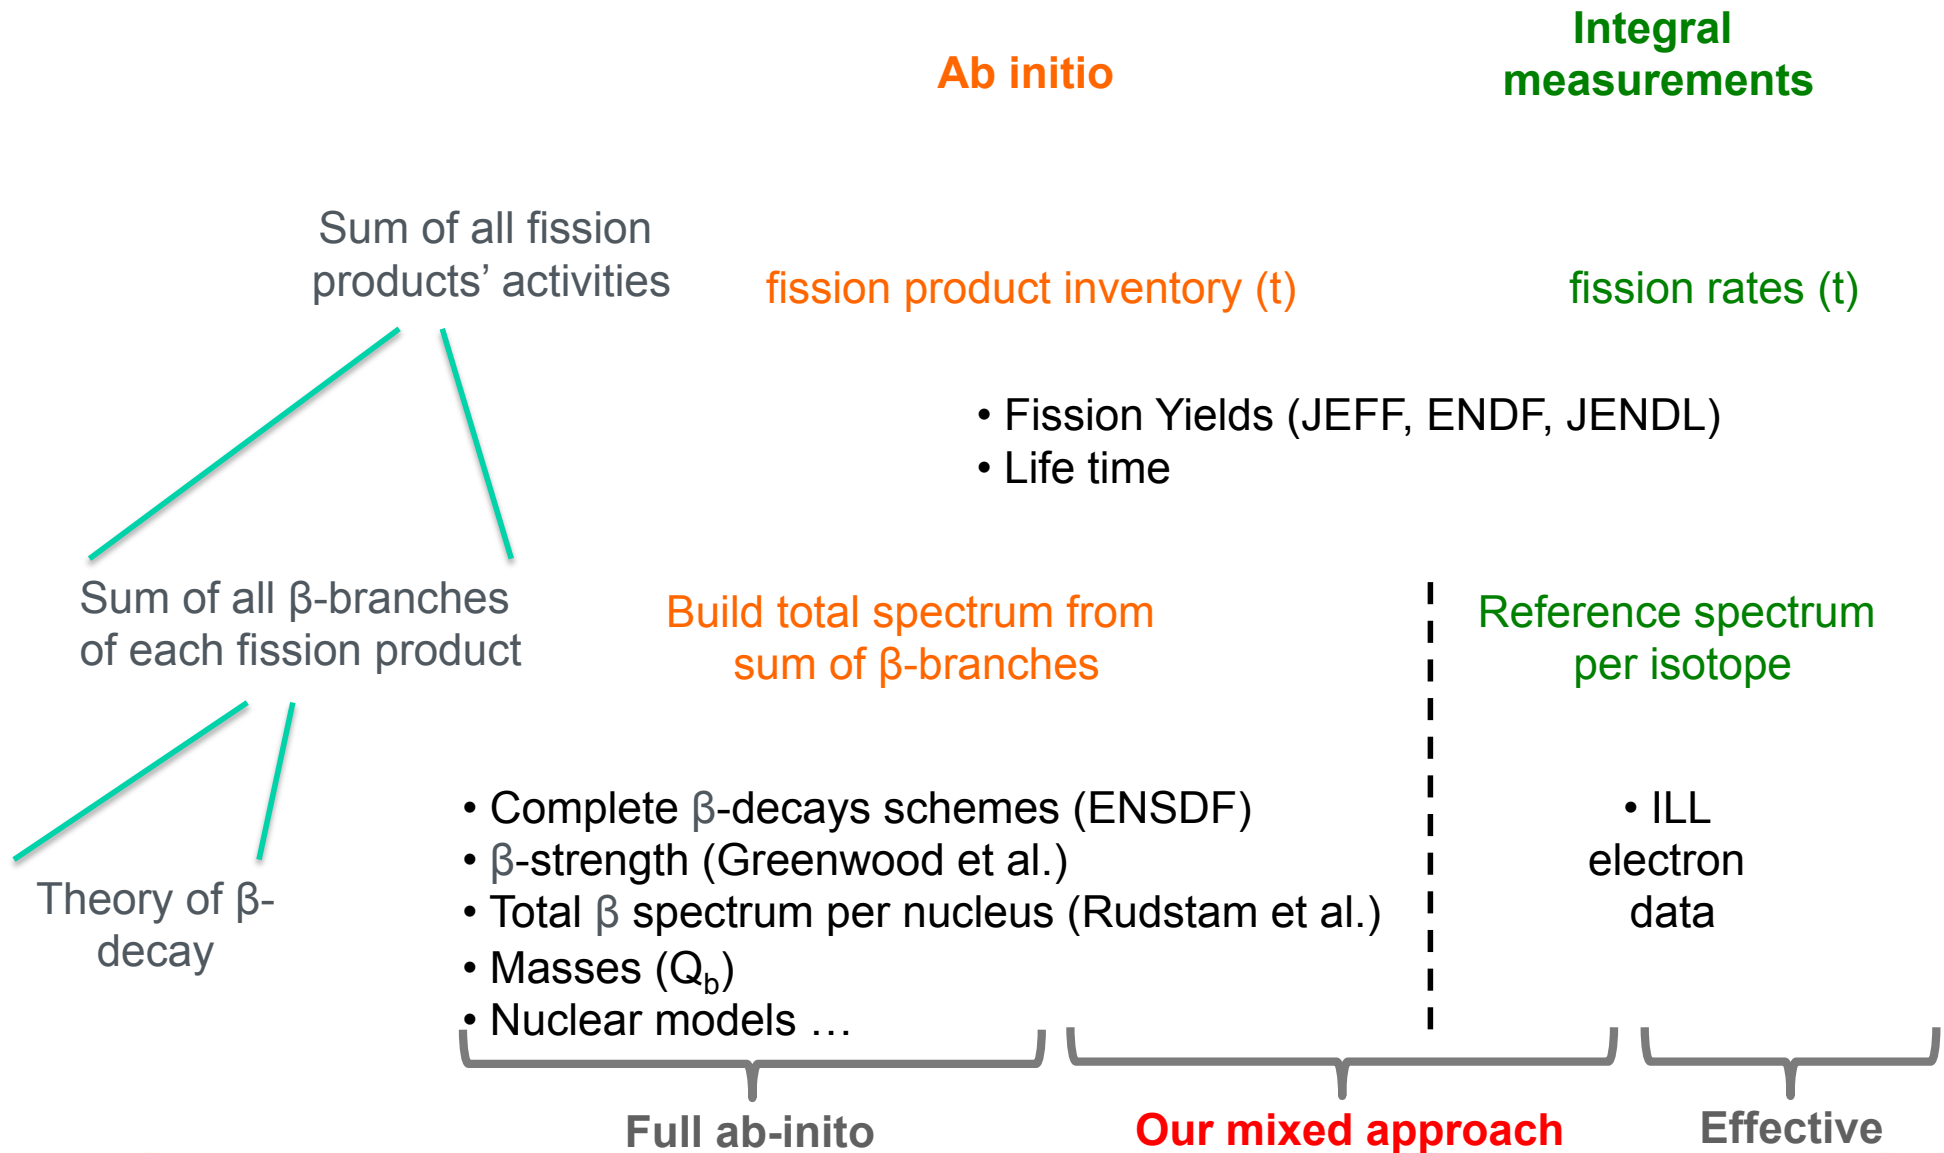 Ab initio
Integral
measurements
Sum of all fission
products’ activities
fission product inventory (t)
fission rates (t)
• Fission Yields (JEFF, ENDF, JENDL)
• Life time
Sum of all β-branches
of each fission product
Build total spectrum from
sum of β-branches
Reference spectrum
per isotope
• Complete β-decays schemes (ENSDF)
• β-strength (Greenwood et al.)
• Total β spectrum per nucleus (Rudstam et al.)
• Masses (Qb)
• Nuclear models …
• ILL
electron
data
Theory of β-
decay
Full ab-inito
Our mixed approach
Effective